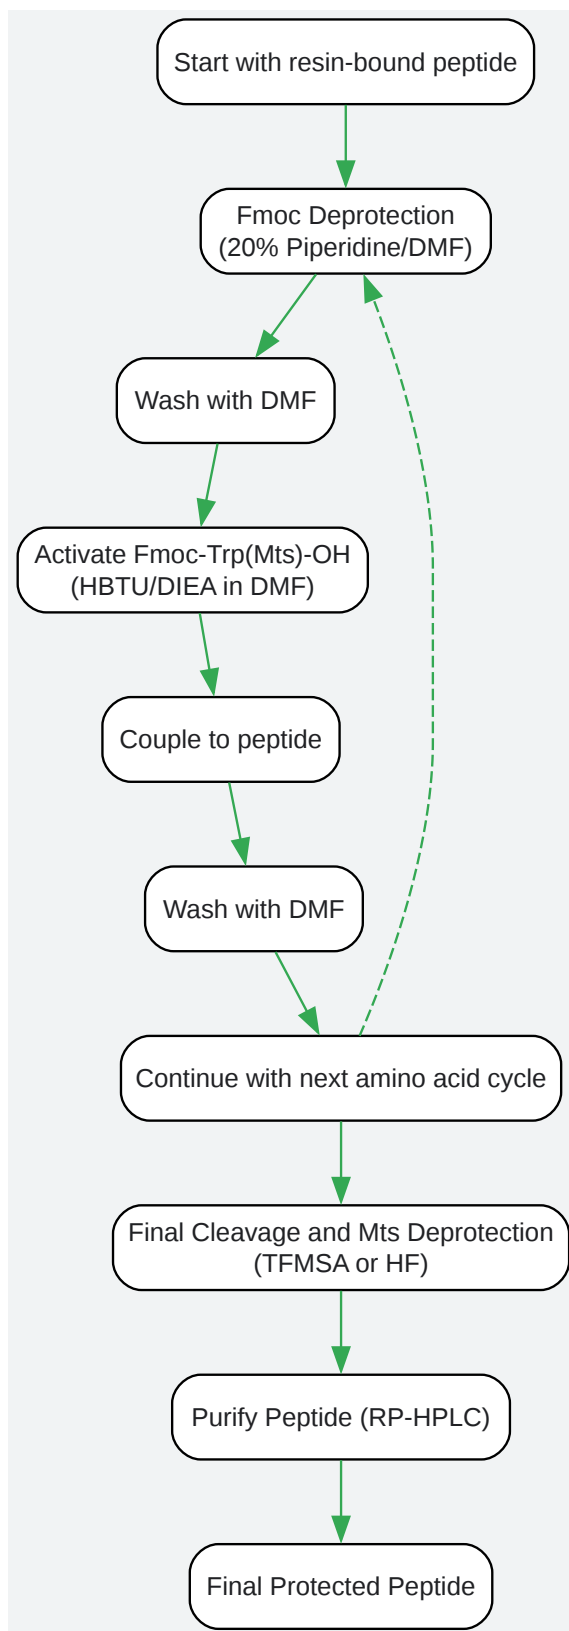 Start with resin-bound peptide
Fmoc Deprotection
(20% Piperidine/DMF)
Wash with DMF
Activate Fmoc-Trp(Mts)-OH
(HBTU/DIEA in DMF)
Couple to peptide
Wash with DMF
Continue with next amino acid cycle
Final Cleavage and Mts Deprotection
(TFMSA or HF)
Purify Peptide (RP-HPLC)
Final Protected Peptide